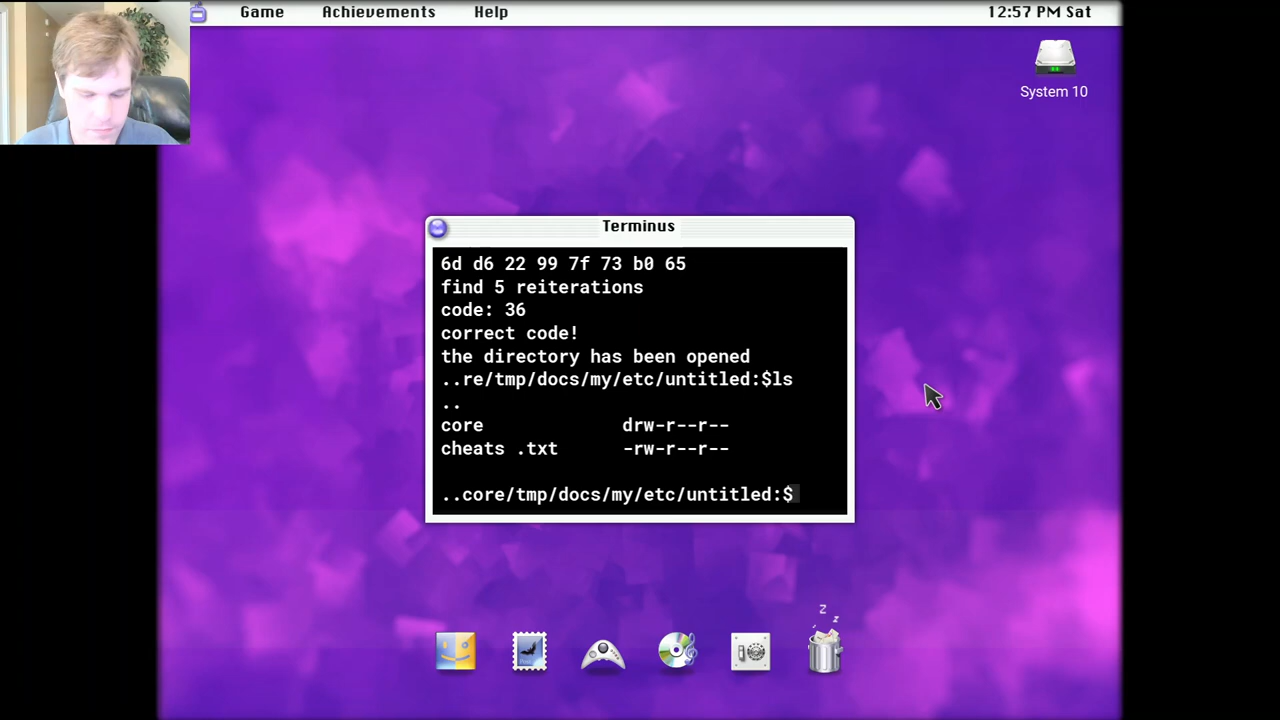 Game Achievements Help 12:57 PM Sat
System 10
Terminus
6d d6 22 99 7f 73 b0 65
find 5 reiterations
code: 36
correct code!
the directory has been opened
..re/tmp/docs/my/etc/untitled:$ls
..
core drw-r--r--
cheats .txt -rw-r--r--
..core/tmp/docs/my/etc/untitled:$
z
z